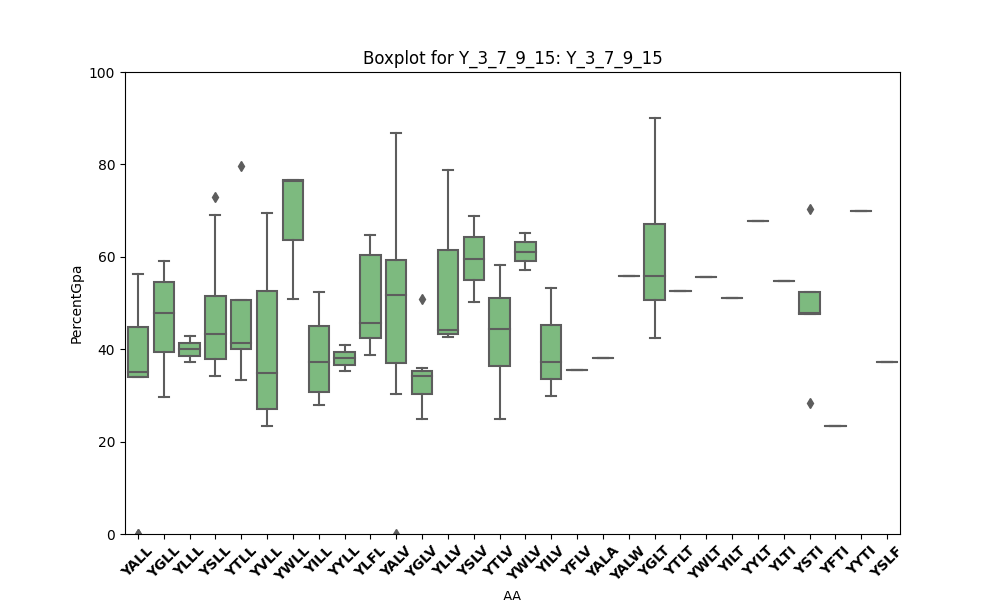 Boxplot for Y_3_7_9_15: Y_3_7_9_15
100
80
60
40
20
0
PercentGpa
YALL YGLL YLLL YSLL YTLL YVLL YWLL YILL YYLL YLFL YALV YGLV YLLV YSLV YTLV YWLV YILV YFLV YALA YALW YGLT YTLT YWLT YILT YYLT YLTI YSTI YFTI YYTI YSLF
AA